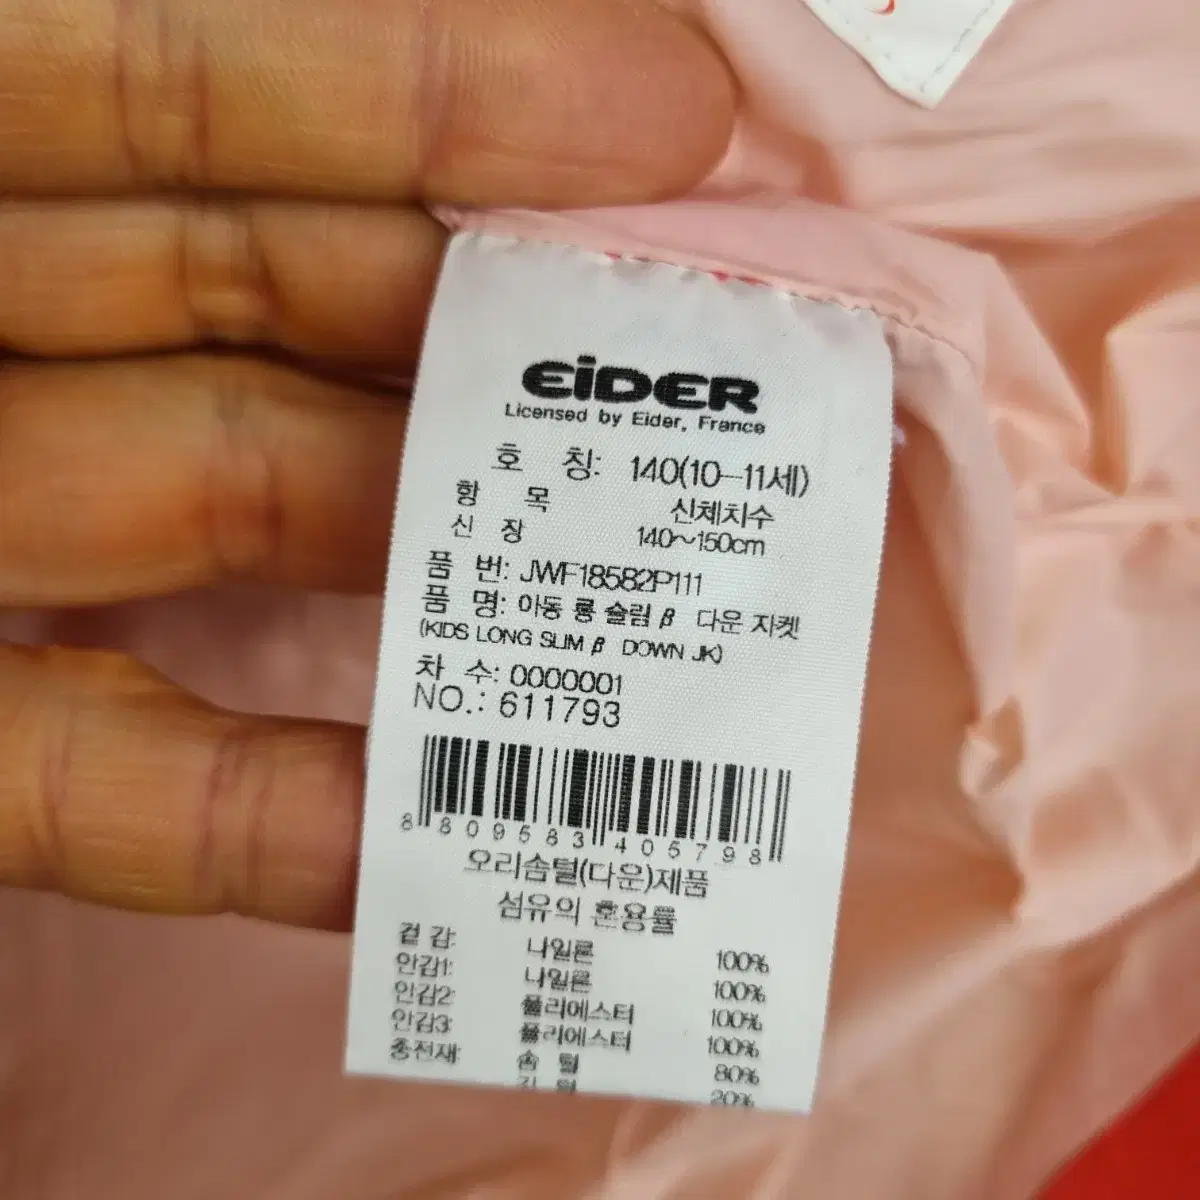 EiDER
Licensed by Eider, France
호 칭: 140(10-11세)
항 목 신체치수
신 장 140~150cm
품 번: JWF18582P111
품 명: 아동 롱 슬림 β 다운 자켓
(KIDS LONG SLIM β DOWN JK)
차 수: 0000001
NO.: 611793
8 809583 405798
오리솜털(다운)제품
섬유의 혼용률
겉 감: 나일론 100%
안감1: 나일론 100%
안감2: 폴리에스터 100%
안감3: 폴리에스터 100%
충전재: 솜 털 80%
깃 털 20%